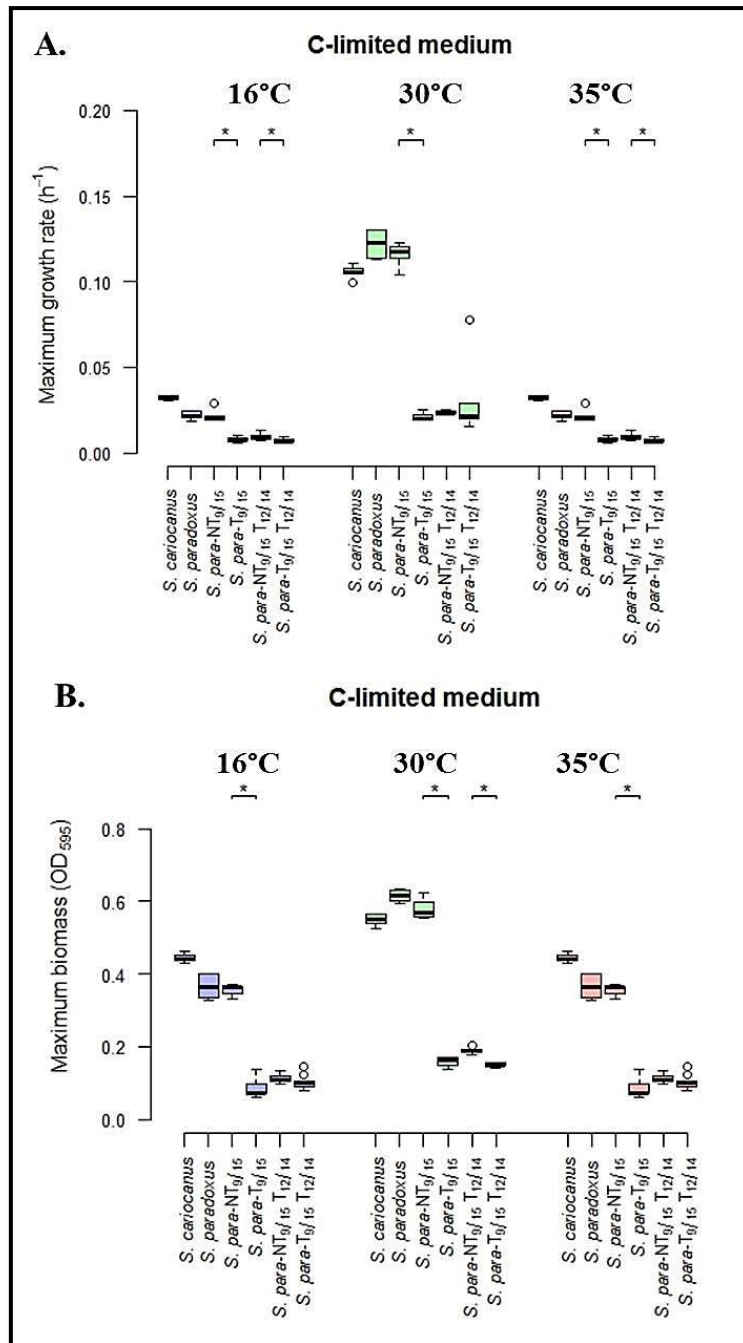 A.
C-limited medium
16°C 30°C 35°C
* * * * *
Maximum growth rate (h⁻¹)
0.20
0.15
0.10
0.05
0.00
S. cariocanus
S. paradoxus
S. para-NT9/15
S. para-T9/15
S. para-NT9/15 T12/14
S. para-T9/15 T12/14
S. cariocanus
S. paradoxus
S. para-NT9/15
S. para-T9/15
S. para-NT9/15 T12/14
S. para-T9/15 T12/14
S. cariocanus
S. paradoxus
S. para-NT9/15
S. para-T9/15
S. para-NT9/15 T12/14
S. para-T9/15 T12/14
B.
C-limited medium
16°C 30°C 35°C
* * * *
Maximum biomass (OD595)
0.8
0.6
0.4
0.2
0.0
S. cariocanus
S. paradoxus
S. para-NT9/15
S. para-T9/15
S. para-NT9/15 T12/14
S. para-T9/15 T12/14
S. cariocanus
S. paradoxus
S. para-NT9/15
S. para-T9/15
S. para-NT9/15 T12/14
S. para-T9/15 T12/14
S. cariocanus
S. paradoxus
S. para-NT9/15
S. para-T9/15
S. para-NT9/15 T12/14
S. para-T9/15 T12/14